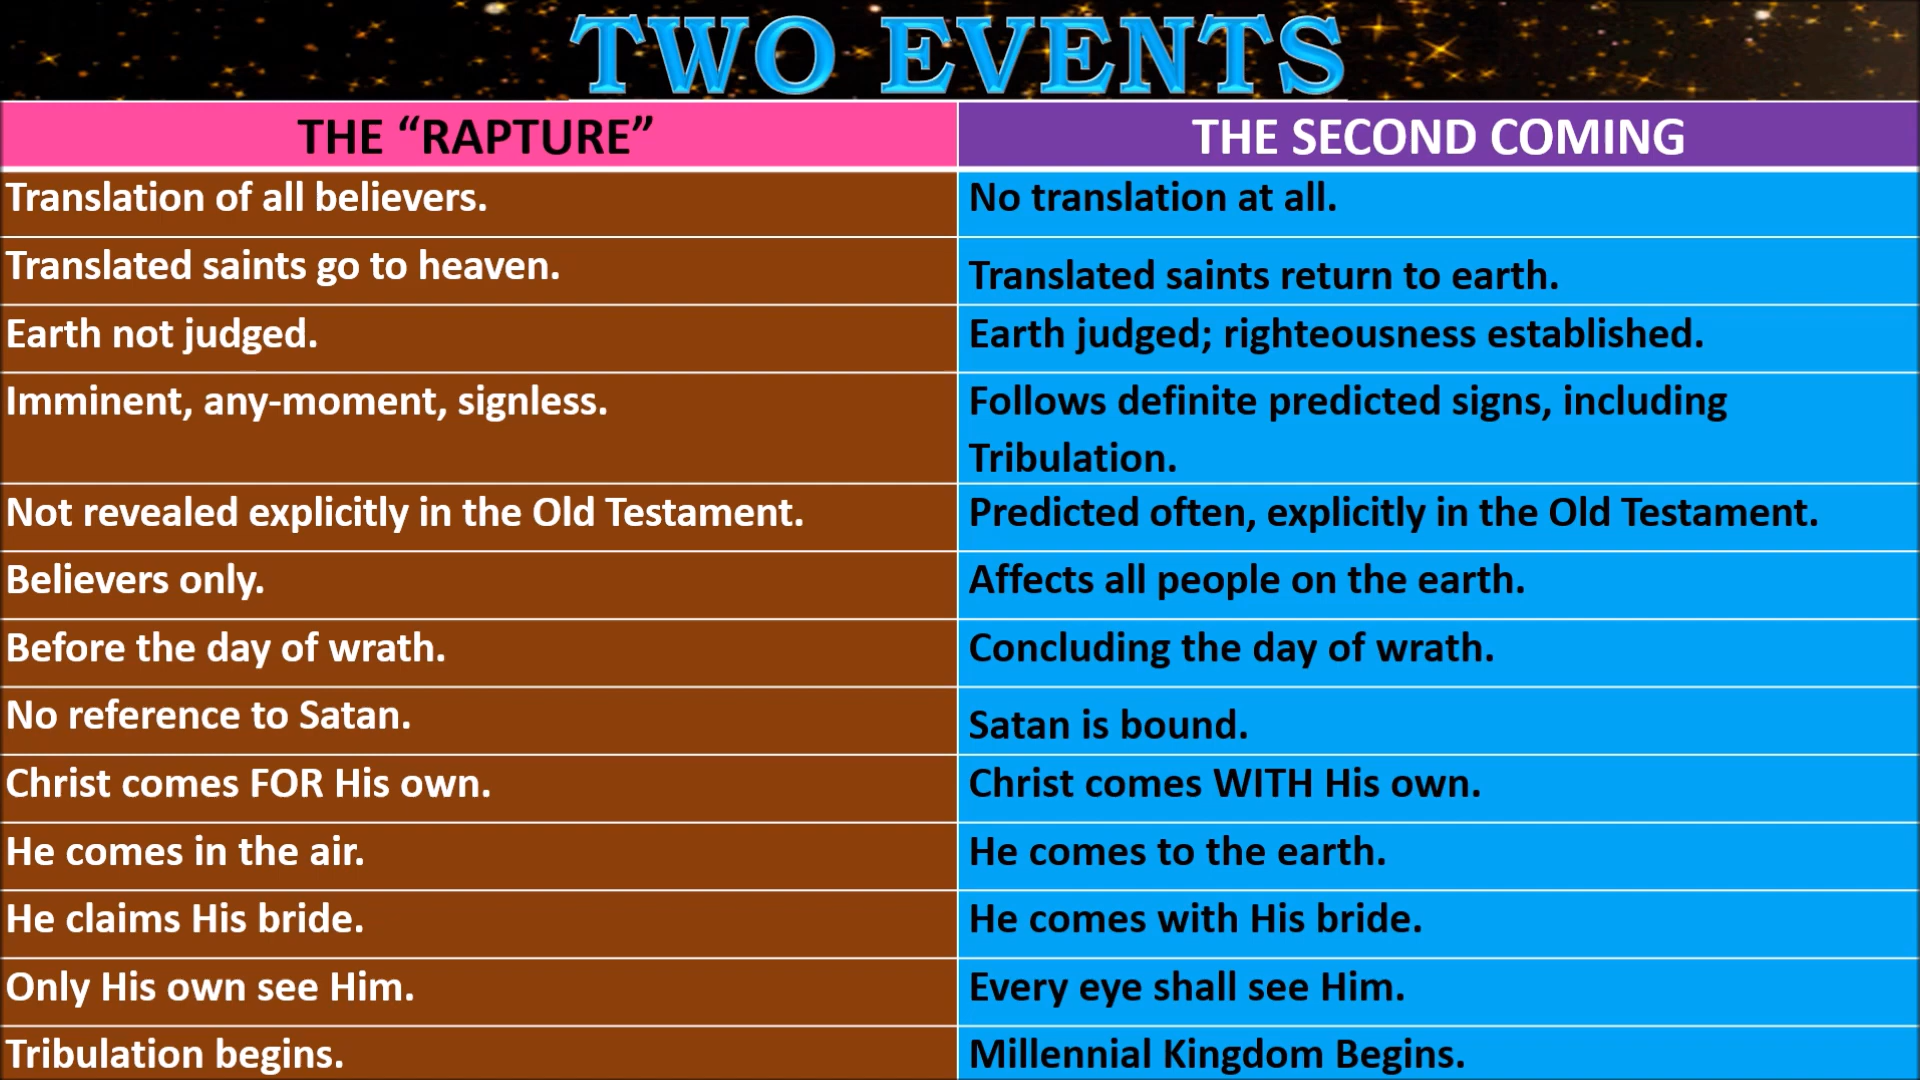 TWO EVENTS
THE “RAPTURE”
THE SECOND COMING
Translation of all believers.
No translation at all.
Translated saints go to heaven.
Translated saints return to earth.
Earth not judged.
Earth judged; righteousness established.
Imminent, any-moment, signless.
Follows definite predicted signs, including
Tribulation.
Not revealed explicitly in the Old Testament.
Predicted often, explicitly in the Old Testament.
Believers only.
Affects all people on the earth.
Before the day of wrath.
Concluding the day of wrath.
No reference to Satan.
Satan is bound.
Christ comes FOR His own.
Christ comes WITH His own.
He comes in the air.
He comes to the earth.
He claims His bride.
He comes with His bride.
Only His own see Him.
Every eye shall see Him.
Tribulation begins.
Millennial Kingdom Begins.